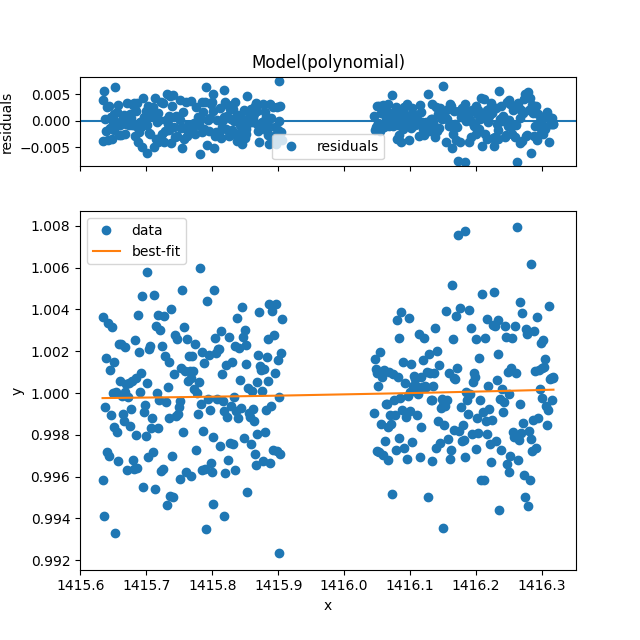 Model(polynomial)
residuals
0.005
0.000
−0.005
residuals
y
1.008
1.006
1.004
1.002
1.000
0.998
0.996
0.994
0.992
data
best-fit
1415.6 1415.7 1415.8 1415.9 1416.0 1416.1 1416.2 1416.3
x